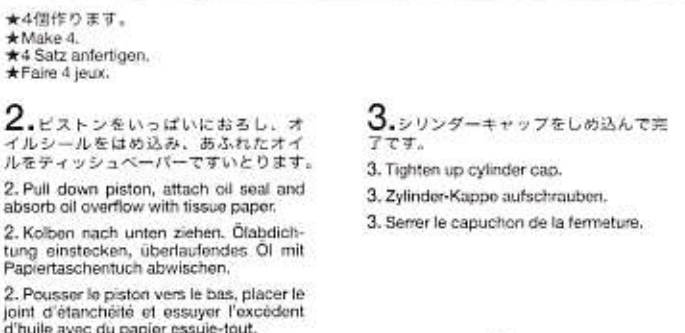 ★4個作ります。
★Make 4.
★4 Satz anfertigen.
★Faire 4 jeux.
2.ピストンをいっぱいにおろし、オ
イルシールをはめ込み、あふれたオイ
ルをティッシュペーパーですいとります。
2. Pull down piston, attach oil seal and
absorb oil overflow with tissue paper.
2. Kolben nach unten ziehen. Ölabdich-
tung einstecken, überlaufendes Öl mit
Papiertaschentuch abwischen.
2. Pousser le piston vers le bas, placer le
joint d'étanchéité et essuyer l'excédent
d'huile avec du papier essuie-tout.
3.シリンダーキャップをしめ込んで完
了です。
3. Tighten up cylinder cap.
3. Zylinder-Kappe aufschrauben.
3. Serrer le capuchon de la fermeture.